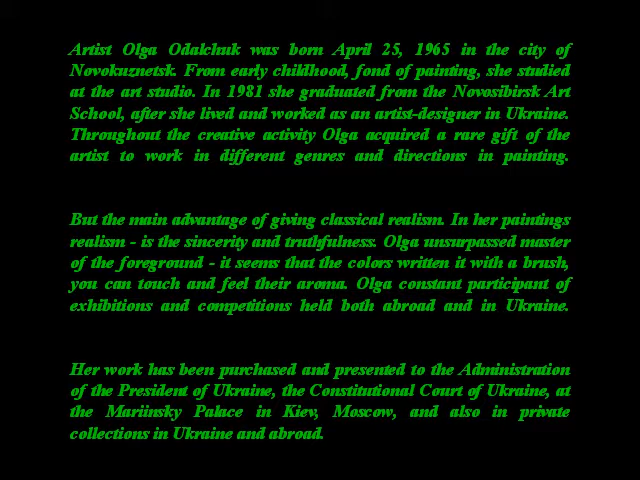 Artist Olga Odalchuk was born April 25, 1965 in the city of
Novokuznetsk. From early childhood, fond of painting, she studied
at the art studio. In 1981 she graduated from the Novosibirsk Art
School, after she lived and worked as an artist-designer in Ukraine.
Throughout the creative activity Olga acquired a rare gift of the
artist to work in different genres and directions in painting.
But the main advantage of giving classical realism. In her paintings
realism - is the sincerity and truthfulness. Olga unsurpassed master
of the foreground - it seems that the colors written it with a brush,
you can touch and feel their aroma. Olga constant participant of
exhibitions and competitions held both abroad and in Ukraine.
Her work has been purchased and presented to the Administration
of the President of Ukraine, the Constitutional Court of Ukraine, at
the Mariinsky Palace in Kiev, Moscow, and also in private
collections in Ukraine and abroad.